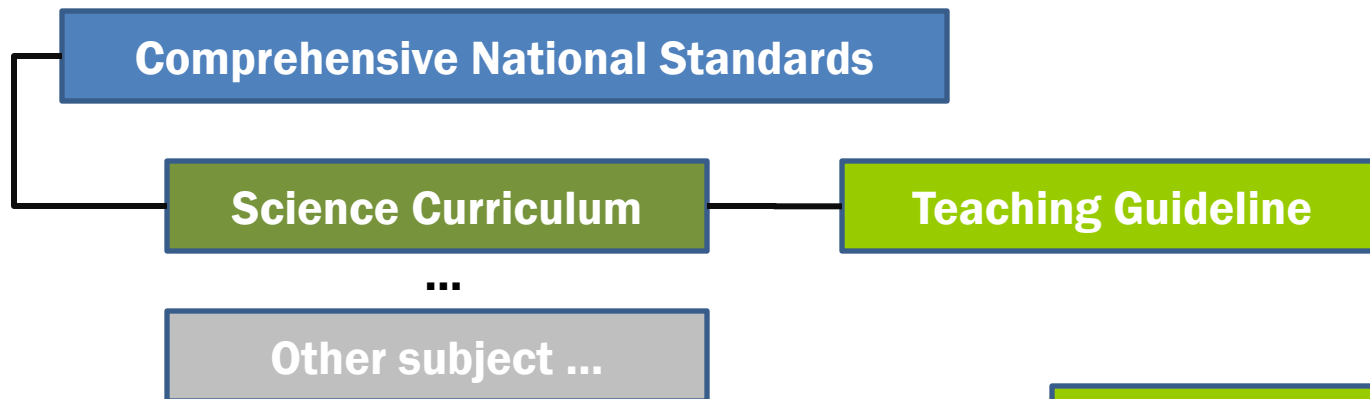 Comprehensive National Standards
Science Curriculum
Teaching Guideline
...
Other subject ...